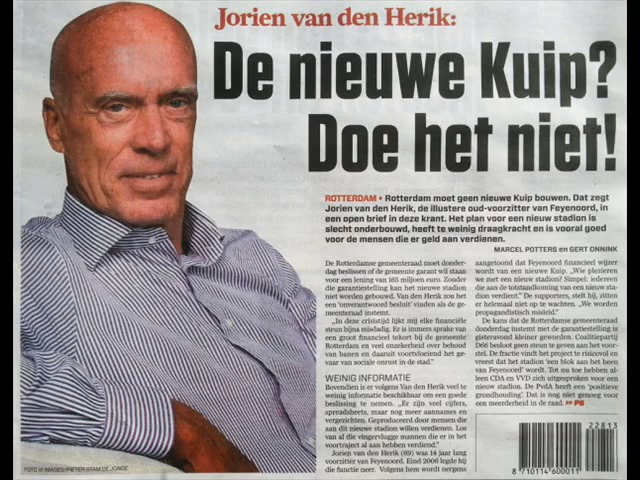 Jorien van den Herik:
De nieuwe Kuip?
Doe het niet!
ROTTERDAM • Rotterdam moet geen nieuwe Kuip bouwen. Dat zegt
Jorien van den Herik, de illustere oud-voorzitter van Feyenoord, in
een open brief in deze krant. Het plan voor een nieuw stadion is
slecht onderbouwd, heeft te weinig draagkracht en is vooral goed
voor de mensen die er geld aan verdienen.
MARCEL POTTERS en GERT ONNINK
De Rotterdamse gemeenteraad moet donder-
dag beslissen of de gemeente garant wil staan
voor een lening van 165 miljoen euro. Zonder
die garantiestelling kan het nieuwe stadion
niet worden gebouwd. Van den Herik zou het
een 'onverantwoord besluit' vinden als de ge-
meenteraad instemt.
„In deze crisistijd lijkt mij elke financiële
steun bijna misdadig. Er is immers sprake van
een groot financieel tekort bij de gemeente
Rotterdam en veel onzekerheid over behoud
van banen en daaruit voortvloeiend het ge-
vaar van sociale onrust in de stad."
WEINIG INFORMATIE
Bovendien is er volgens Van den Herik veel te
weinig informatie beschikbaar om een goede
beslissing te nemen. „Er zijn veel cijfers,
spreadsheets, maar nog meer aannames en
vergezichten. Geproduceerd door mensen die
aan dit nieuwe stadion willen verdienen. Los
van al die vingervlugge mannen die er in het
voortraject al aan hebben verdiend."
Jorien van den Herik (69) was 14 jaar lang
voorzitter van Feyenoord. Eind 2006 legde hij
die functie neer. Volgens hem wordt nergens
aangetoond dat Feyenoord financieel wijzer
wordt van een nieuwe Kuip. „Wie plezieren
we met een nieuw stadion? Simpel: iedereen
die aan de totstandkoming van een nieuw sta-
dion verdient." De supporters, stelt hij, zitten
er helemaal niet op te wachten. „We worden
propagandistisch misleid."
De kans dat de Rotterdamse gemeenteraad
donderdag instemt met de garantiestelling is
gisteravond kleiner geworden. Coalitiepartij
D66 besloot geen steun te geven aan het voor-
stel. De fractie vindt het project te risicovol en
vreest dat het stadion 'een blok aan het been
van Feyenoord' wordt. Tot nu toe hebben al-
leen CDA en VVD zich uitgesproken voor een
nieuw stadion. De PvdA heeft een 'positieve
grondhouding'. Dat is nog niet genoeg voor
een meerderheid in de raad. »P6
FOTO VI IMAGES/PIETER STAM DE JONGE
22813
8 710114 600011